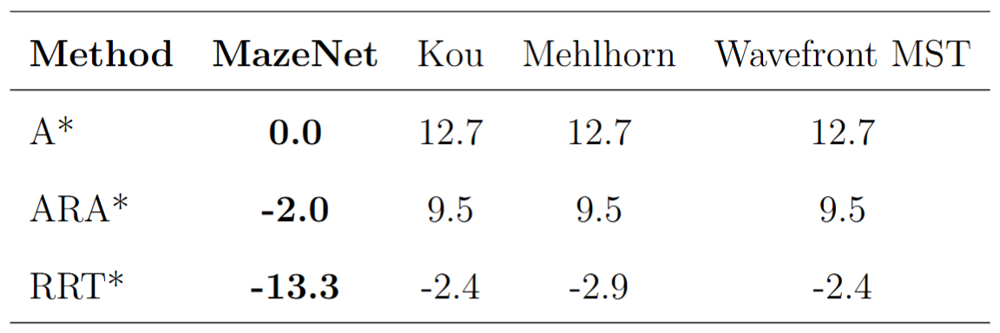 Method MazeNet Kou Mehlhorn Wavefront MST
A* 0.0 12.7 12.7 12.7
ARA* -2.0 9.5 9.5 9.5
RRT* -13.3 -2.4 -2.9 -2.4